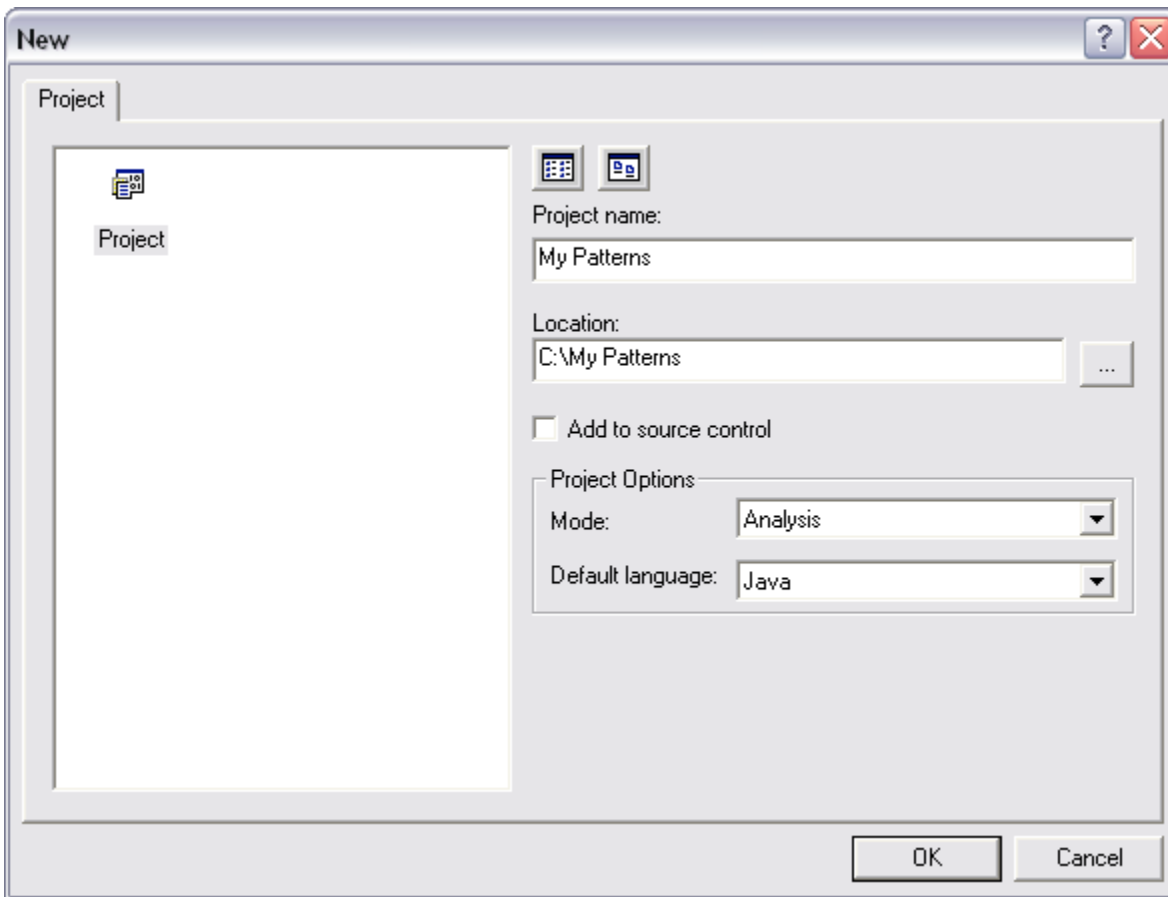 New
Project
Project
Project name:
My Patterns
Location:
C:\My Patterns
...
Add to source control
Project Options
Mode:
Analysis
Default language:
Java
OK
Cancel